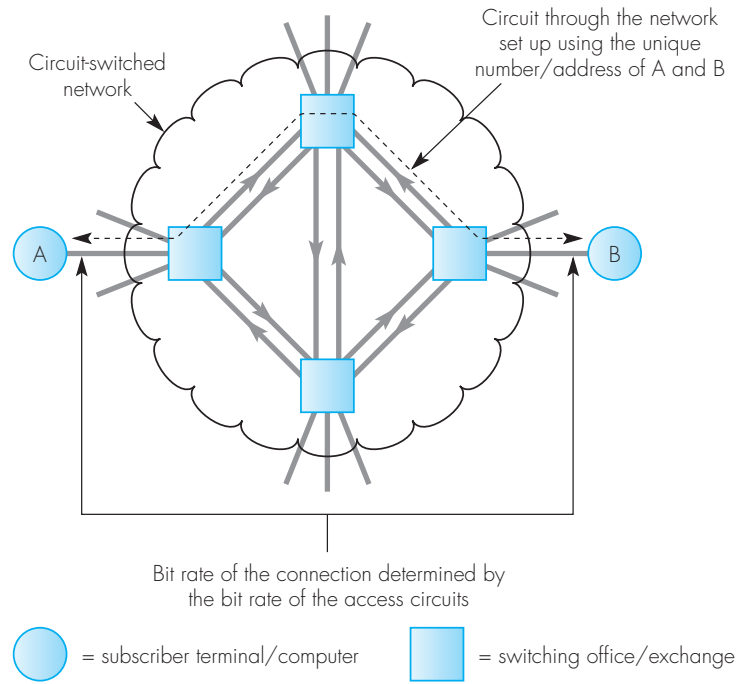 Circuit through the network
set up using the unique
number/address of A and B
Circuit-switched
network
A
B
Bit rate of the connection determined by
the bit rate of the access circuits
= subscriber terminal/computer
= switching office/exchange